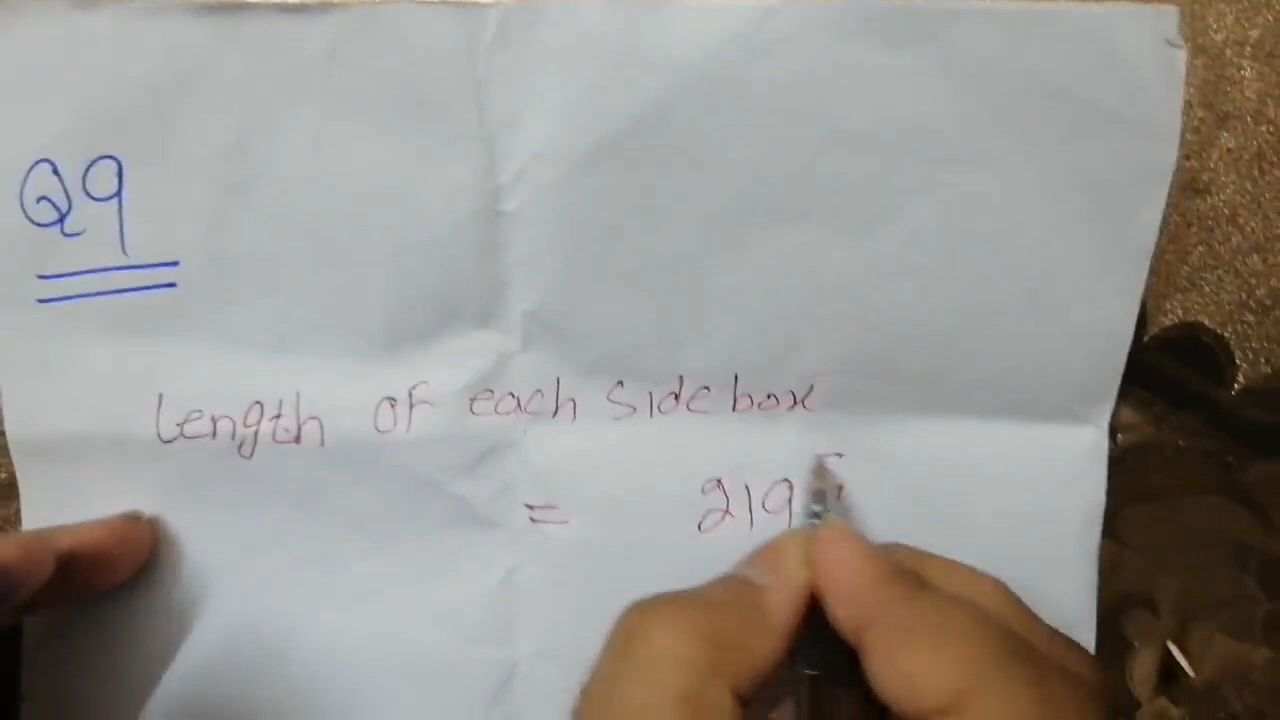 Q9
Length of each side box
= 219